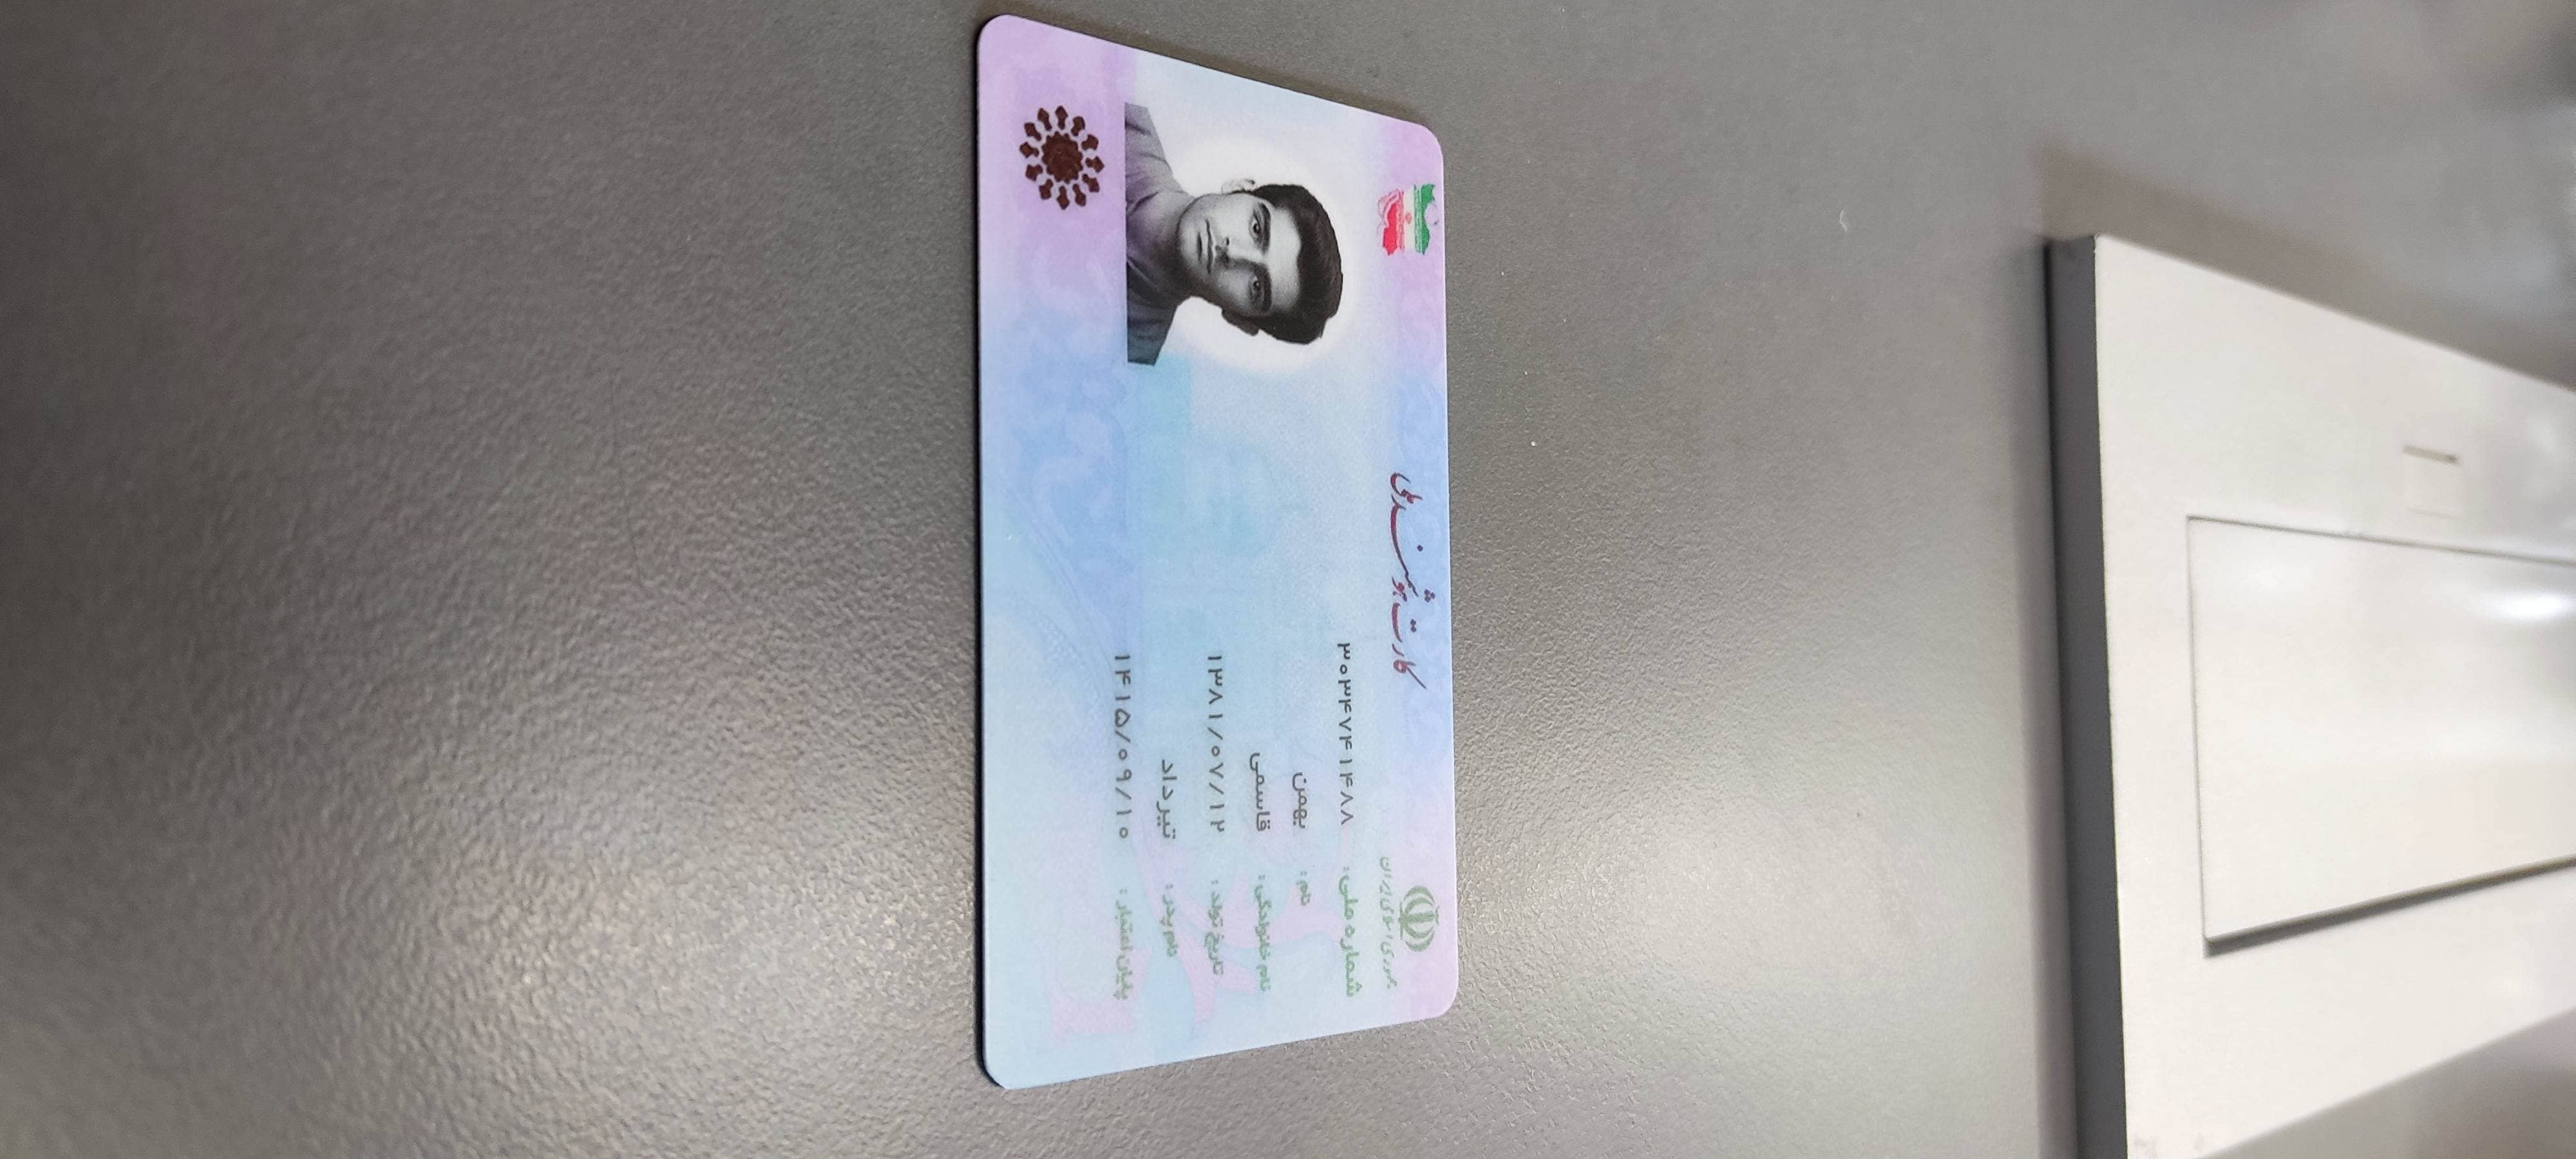 جمهوری اسلامی ایران
کارت هوشمند ملی
شماره ملی: ۳۰۳۴۷۴۱۴۸۸
نام: بهمن
نام خانوادگی: قاسمی
تاریخ تولد: ۱۳۸۱/۰۷/۱۲
نام پدر: تیرداد
پایان اعتبار: ۱۴۱۵/۰۹/۱۰